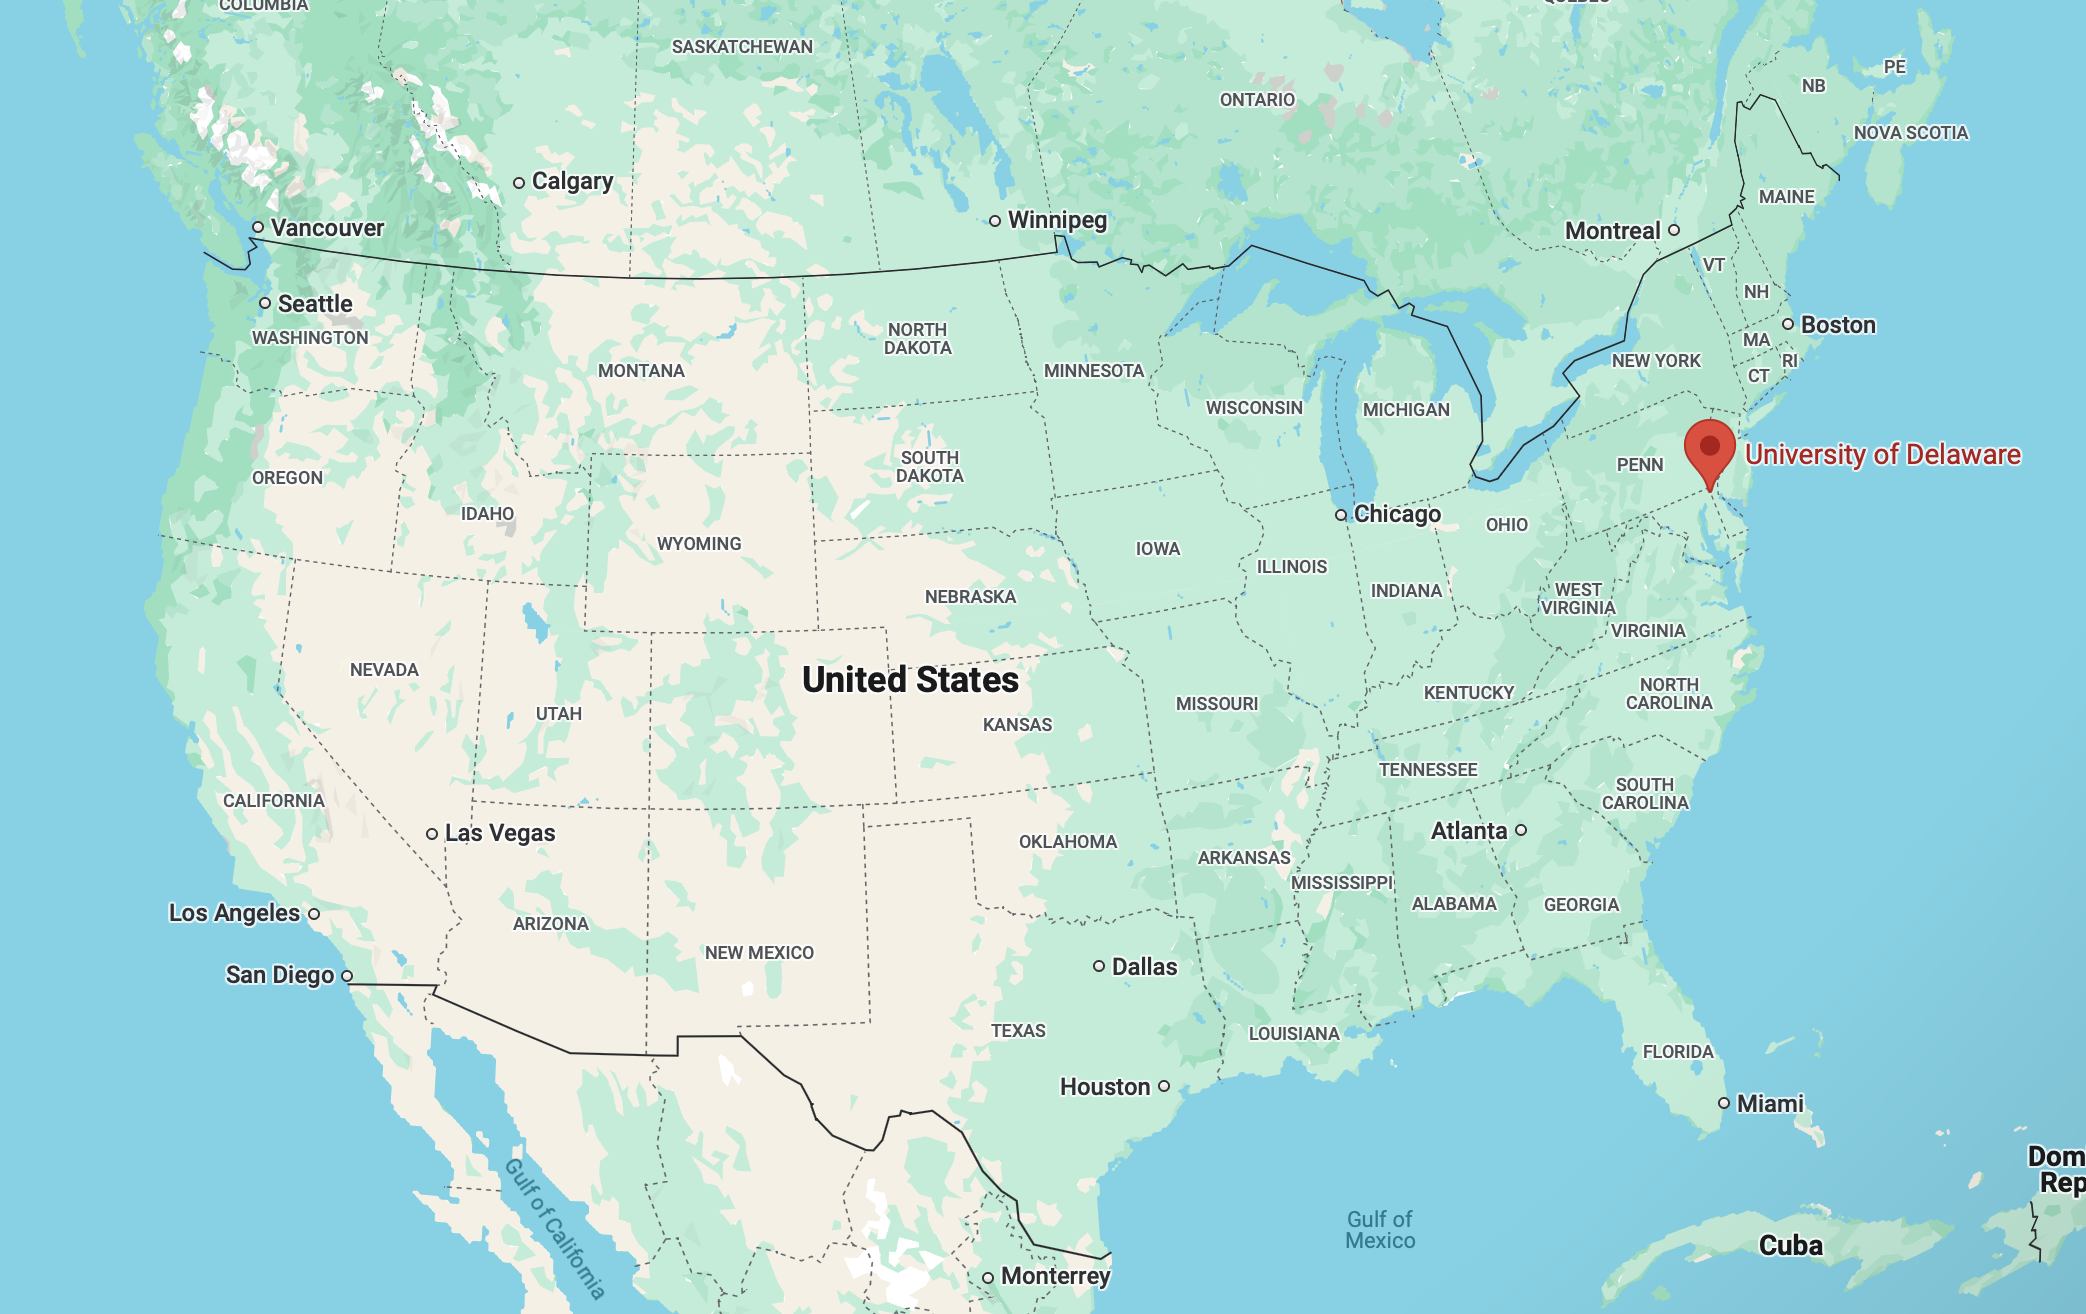 COLUMBIA
QUEBEC
SASKATCHEWAN
ONTARIO
NB
PE
NOVA SCOTIA
MAINE
Calgary
Winnipeg
Vancouver
Montreal
VT
NH
Boston
MA
RI
CT
Seattle
WASHINGTON
MONTANA
NORTH
DAKOTA
MINNESOTA
WISCONSIN
MICHIGAN
NEW YORK
OREGON
IDAHO
SOUTH
DAKOTA
PENN
University of Delaware
WYOMING
IOWA
Chicago
OHIO
ILLINOIS
INDIANA
NEBRASKA
WEST
VIRGINIA
VIRGINIA
NEVADA
UTAH
United States
KANSAS
MISSOURI
KENTUCKY
NORTH
CAROLINA
CALIFORNIA
Las Vegas
OKLAHOMA
TENNESSEE
SOUTH
CAROLINA
Atlanta
ARKANSAS
MISSISSIPPI
ALABAMA
GEORGIA
Los Angeles
ARIZONA
NEW MEXICO
San Diego
Dallas
TEXAS
LOUISIANA
FLORIDA
Houston
Miami
Gulf of California
Gulf of
Mexico
Monterrey
Cuba
Dom
Rep